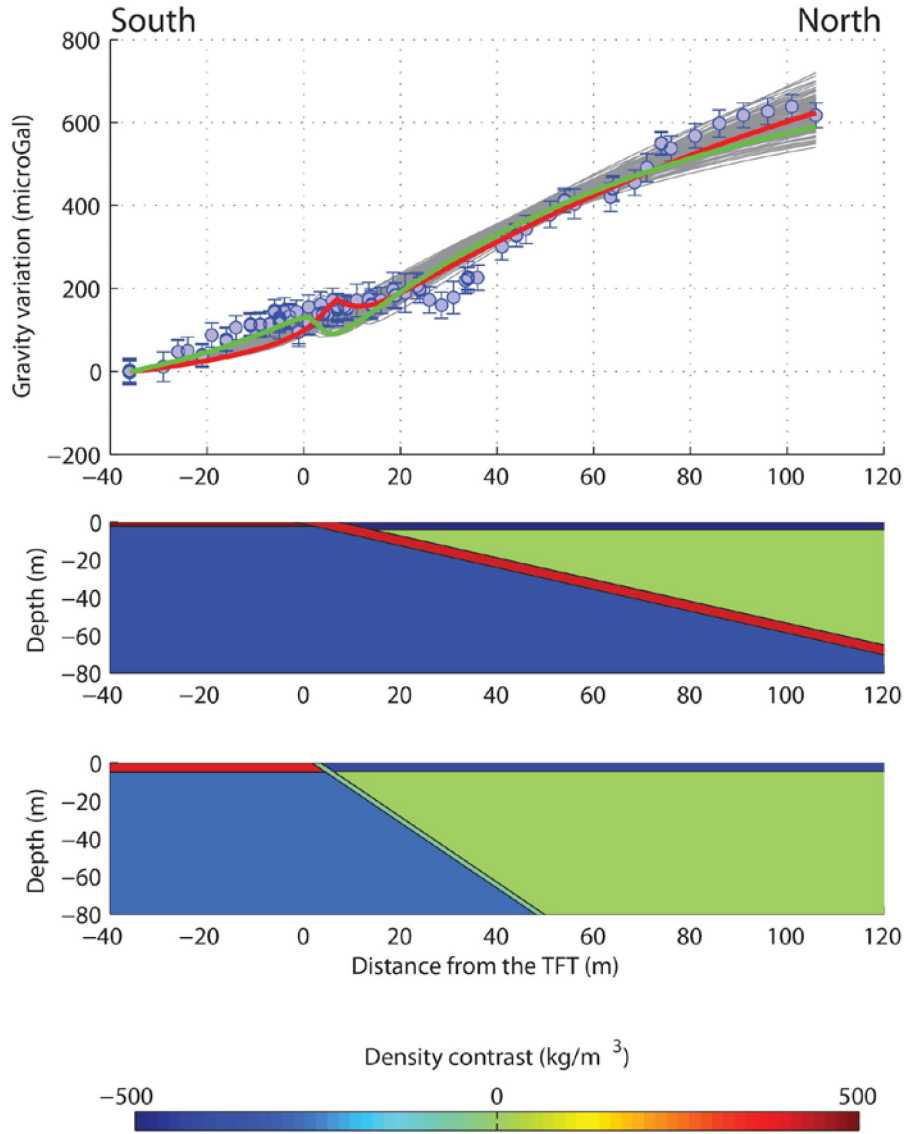 South North
800
600
400
200
0
−200
Gravity variation (microGal)
−40 −20 0 20 40 60 80 100 120
0
−20
−40
−60
−80
Depth (m)
−40 −20 0 20 40 60 80 100 120
0
−20
−40
−60
−80
Depth (m)
−40 −20 0 20 40 60 80 100 120
Distance from the TFT (m)
Density contrast (kg/m 3)
−500 0 500